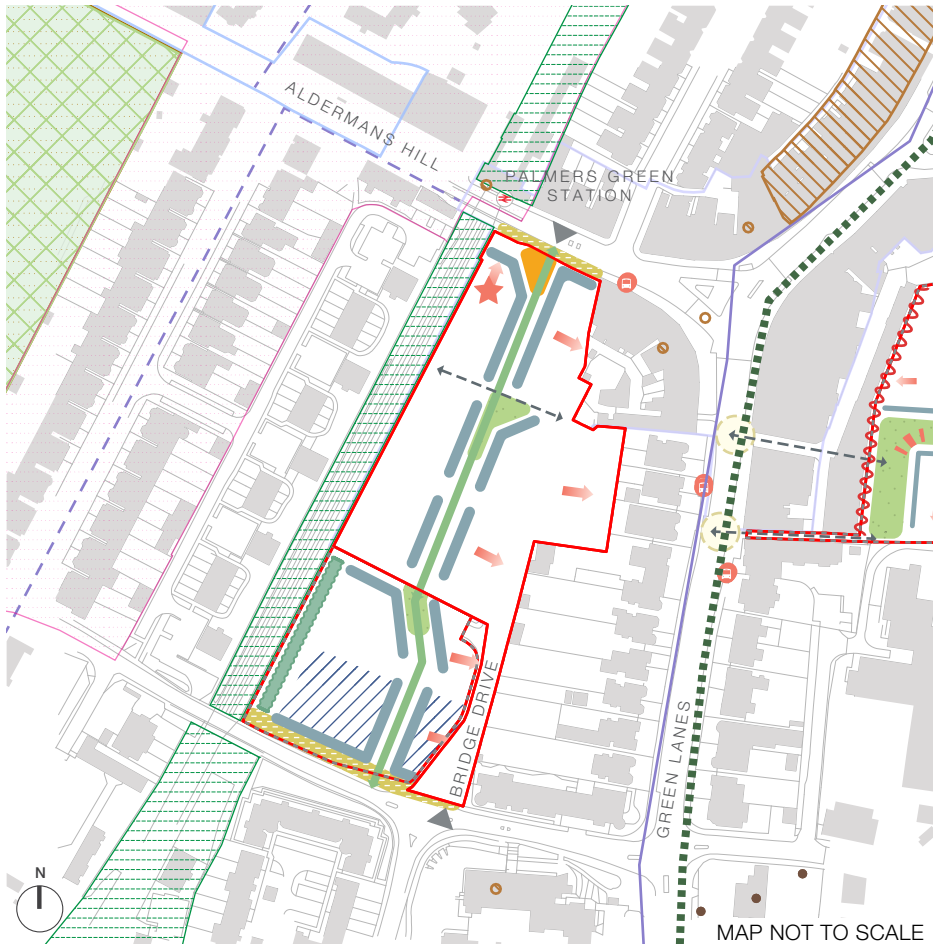 ALDERMANS HILL
PALMERS GREEN
STATION
BRIDGE DRIVE
GREEN LANES
N
MAP NOT TO SCALE